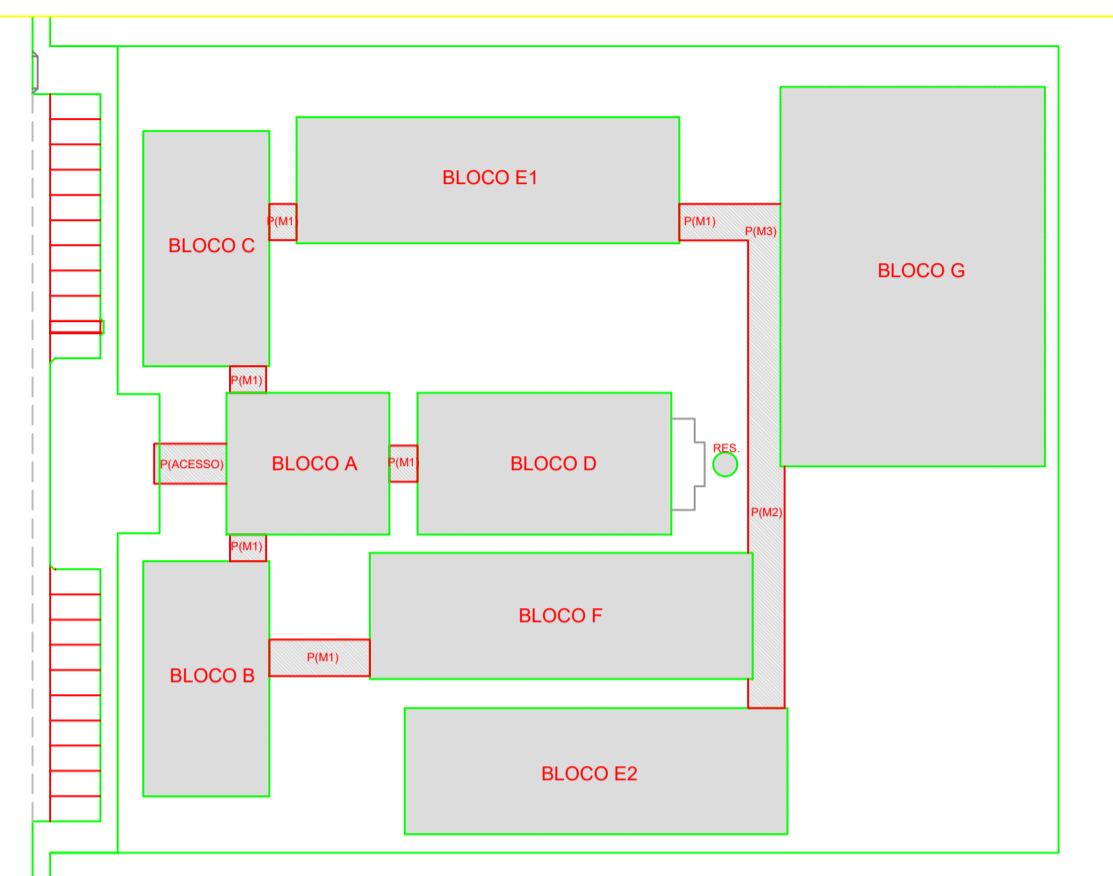 BLOCO E1
P(M1)
P(M1)
P(M3)
BLOCO C
BLOCO G
P(M1)
RES.
P(ACESSO)
BLOCO A
P(M1)
BLOCO D
P(M2)
P(M1)
BLOCO F
P(M1)
BLOCO B
BLOCO E2